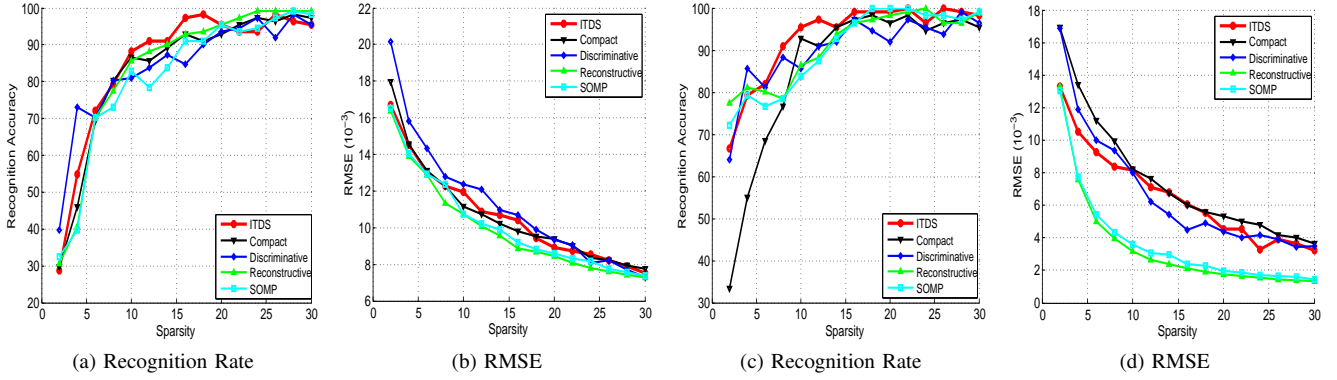 Recognition Accuracy
100
90
80
70
60
50
40
30
20
0 5 10 15 20 25 30
Sparsity
ITDS
Compact
Discriminative
Reconstructive
SOMP
(a) Recognition Rate
RMSE (10⁻³)
22
20
18
16
14
12
10
8
6
0 5 10 15 20 25 30
Sparsity
ITDS
Compact
Discriminative
Reconstructive
SOMP
(b) RMSE
Recognition Accuracy
100
90
80
70
60
50
40
30
0 5 10 15 20 25 30
Sparsity
ITDS
Compact
Discriminative
Reconstructive
SOMP
(c) Recognition Rate
RMSE (10⁻³)
18
16
14
12
10
8
6
4
2
0
0 5 10 15 20 25 30
Sparsity
ITDS
Compact
Discriminative
Reconstructive
SOMP
(d) RMSE